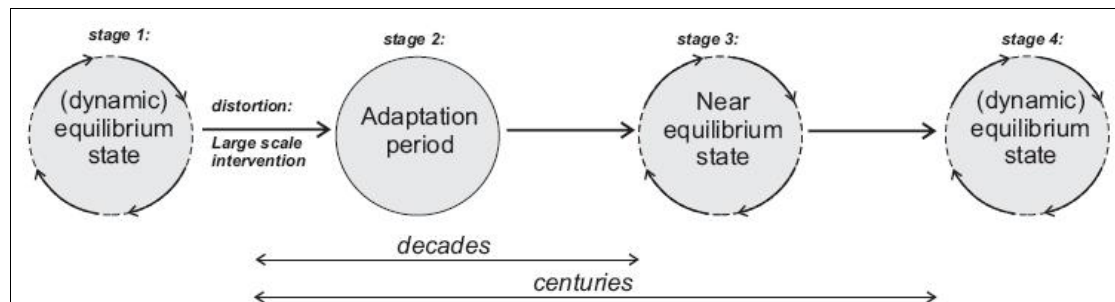 stage 1:
stage 2:
stage 3:
stage 4:
(dynamic)
equilibrium
state
distortion:
Large scale
intervention
Adaptation
period
Near
equilibrium
state
(dynamic)
equilibrium
state
decades
centuries